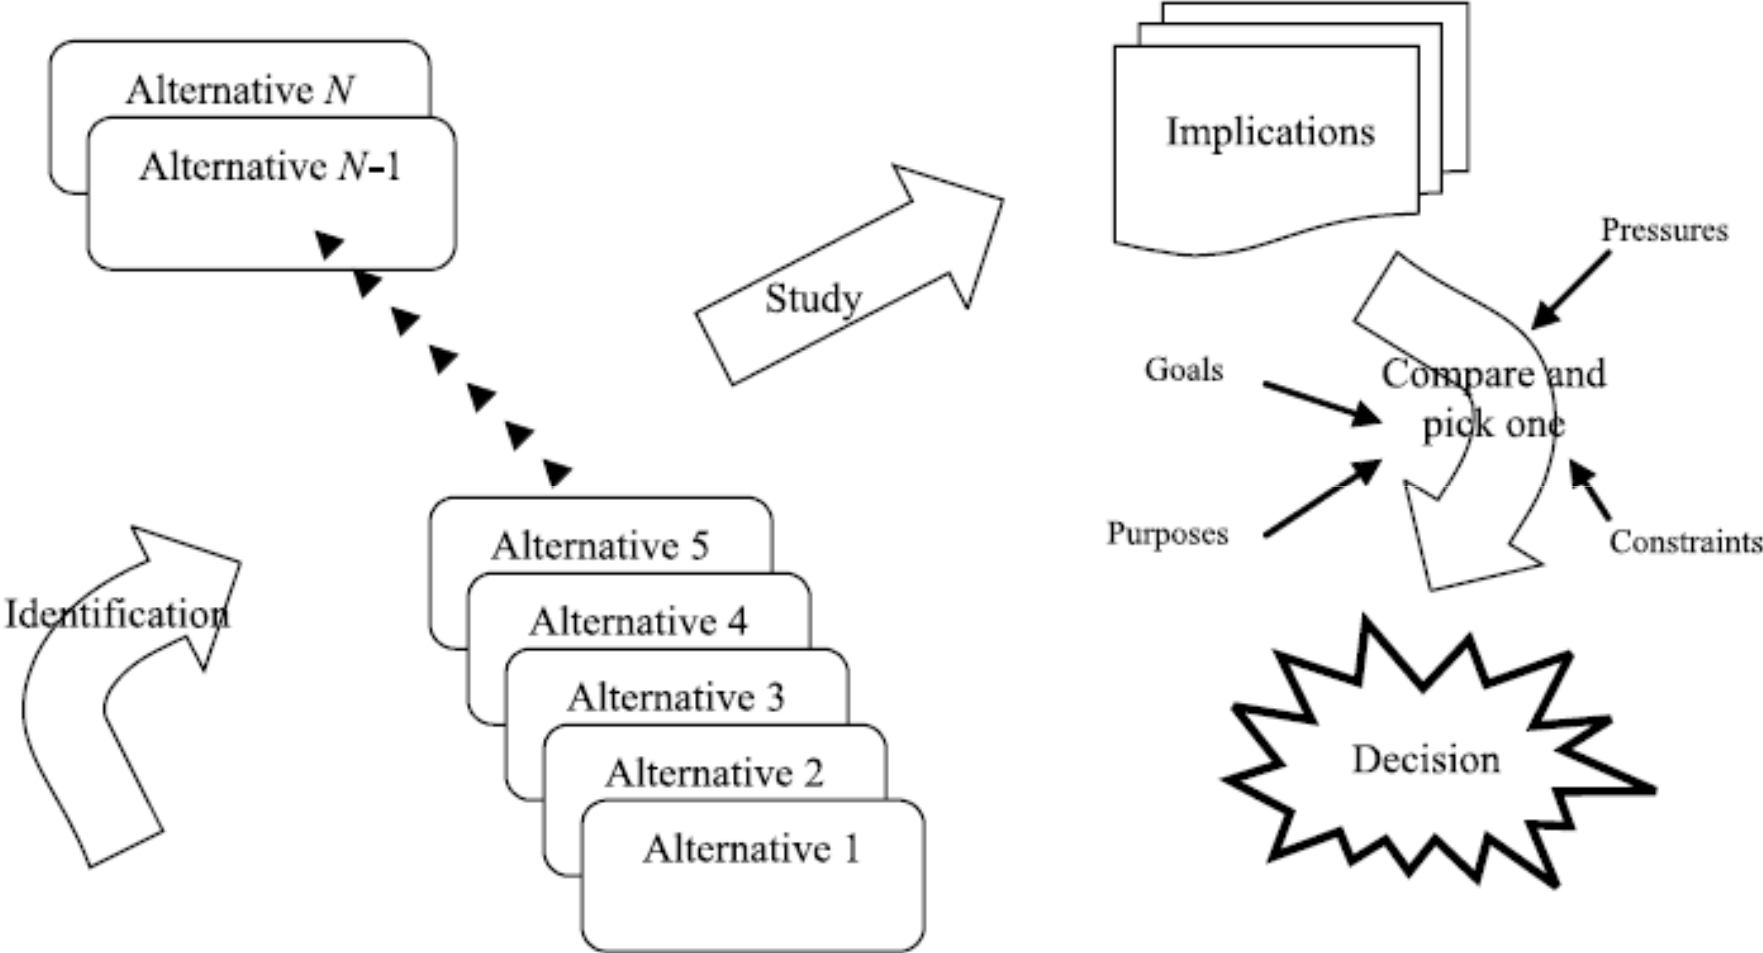 Alternative N
Alternative N-1
Implications
Pressures
Study
Goals
Compare and
pick one
Purposes
Constraints
Alternative 5
Identification
Alternative 4
Alternative 3
Alternative 2
Decision
Alternative 1